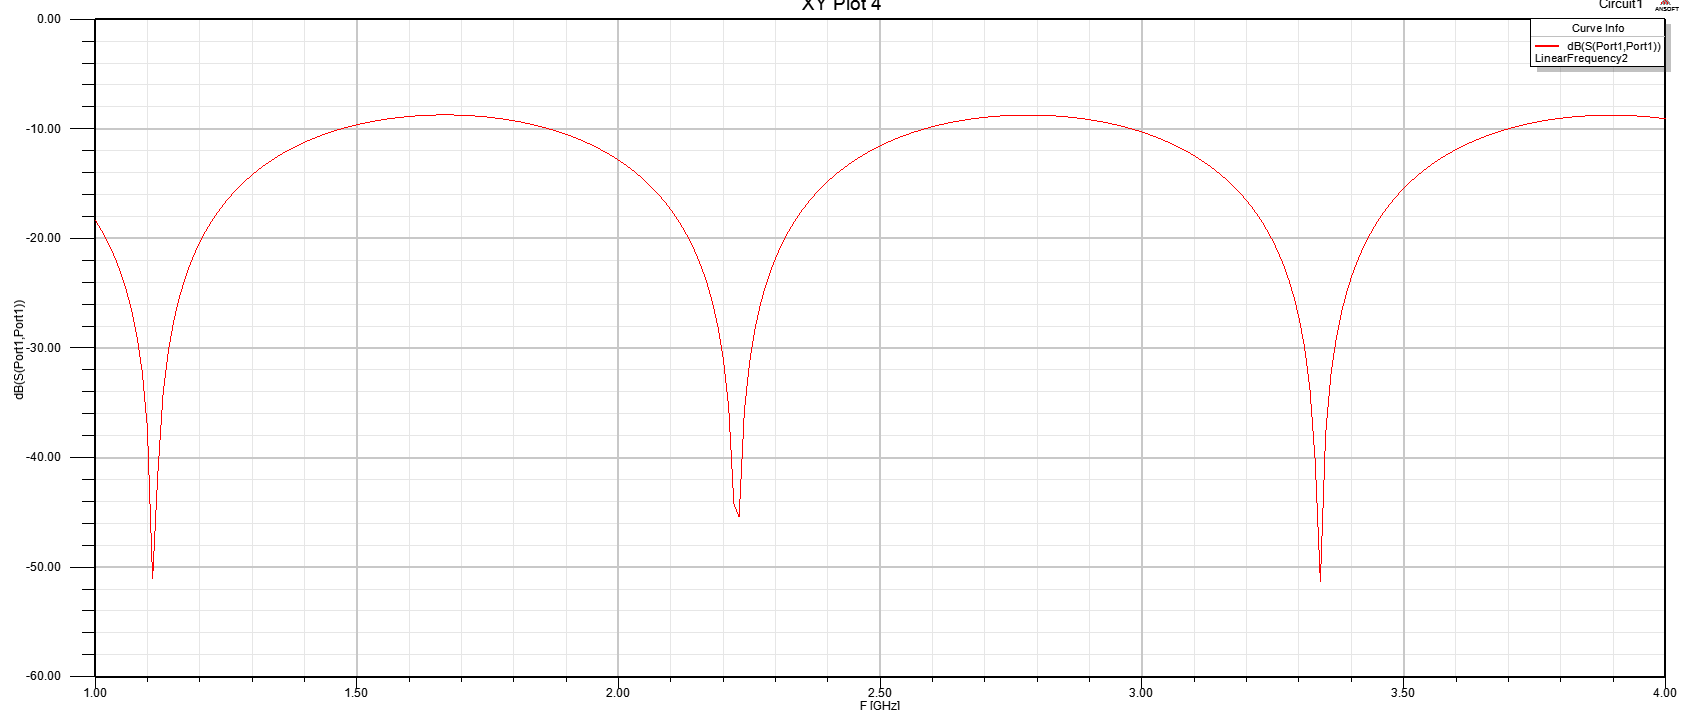 XY Plot 4
Circuit1
ANSOFT
Curve Info
dB(S(Port1,Port1))
LinearFrequency2
0.00
-10.00
-20.00
-30.00
-40.00
-50.00
-60.00
dB(S(Port1,Port1))
1.00 1.50 2.00 2.50 3.00 3.50 4.00
F [GHz]